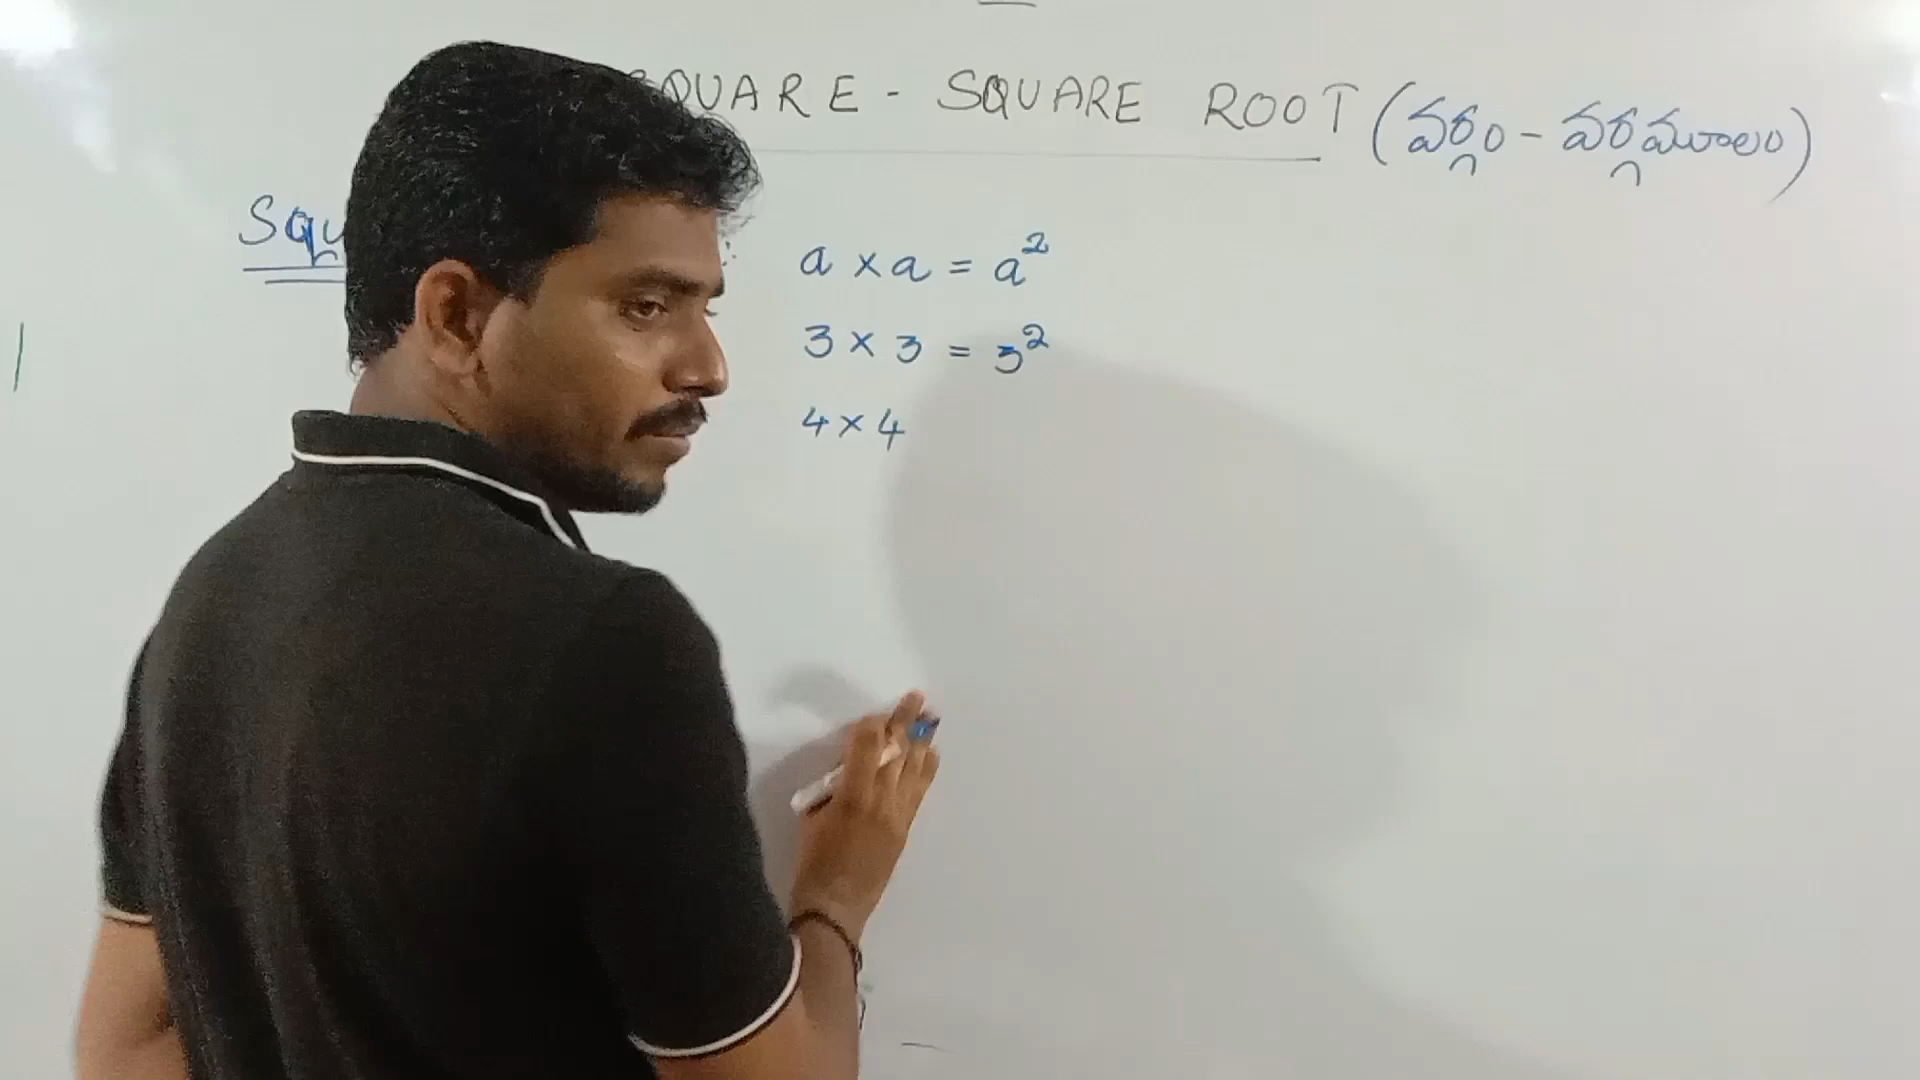 SQUARE - SQUARE ROOT (వర్గం - వర్గమూలం)
a × a = a²
3 × 3 = 3²
4 × 4